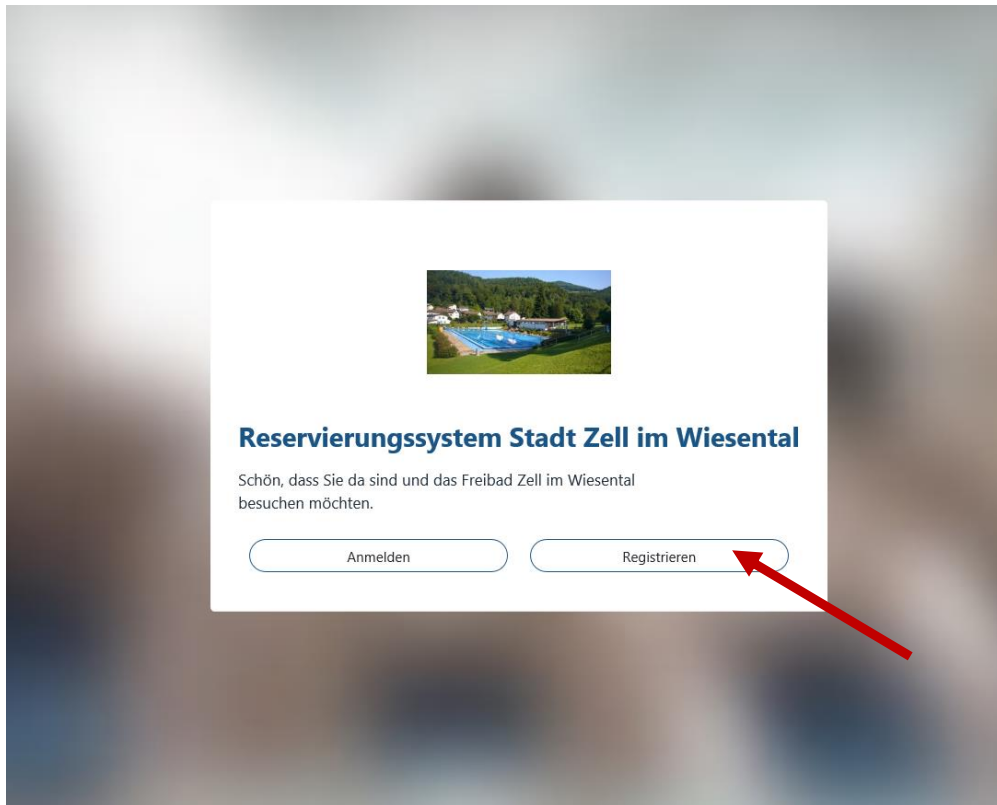 Reservierungssystem Stadt Zell im Wiesental
Schön, dass Sie da sind und das Freibad Zell im Wiesental
besuchen möchten.
Anmelden
Registrieren